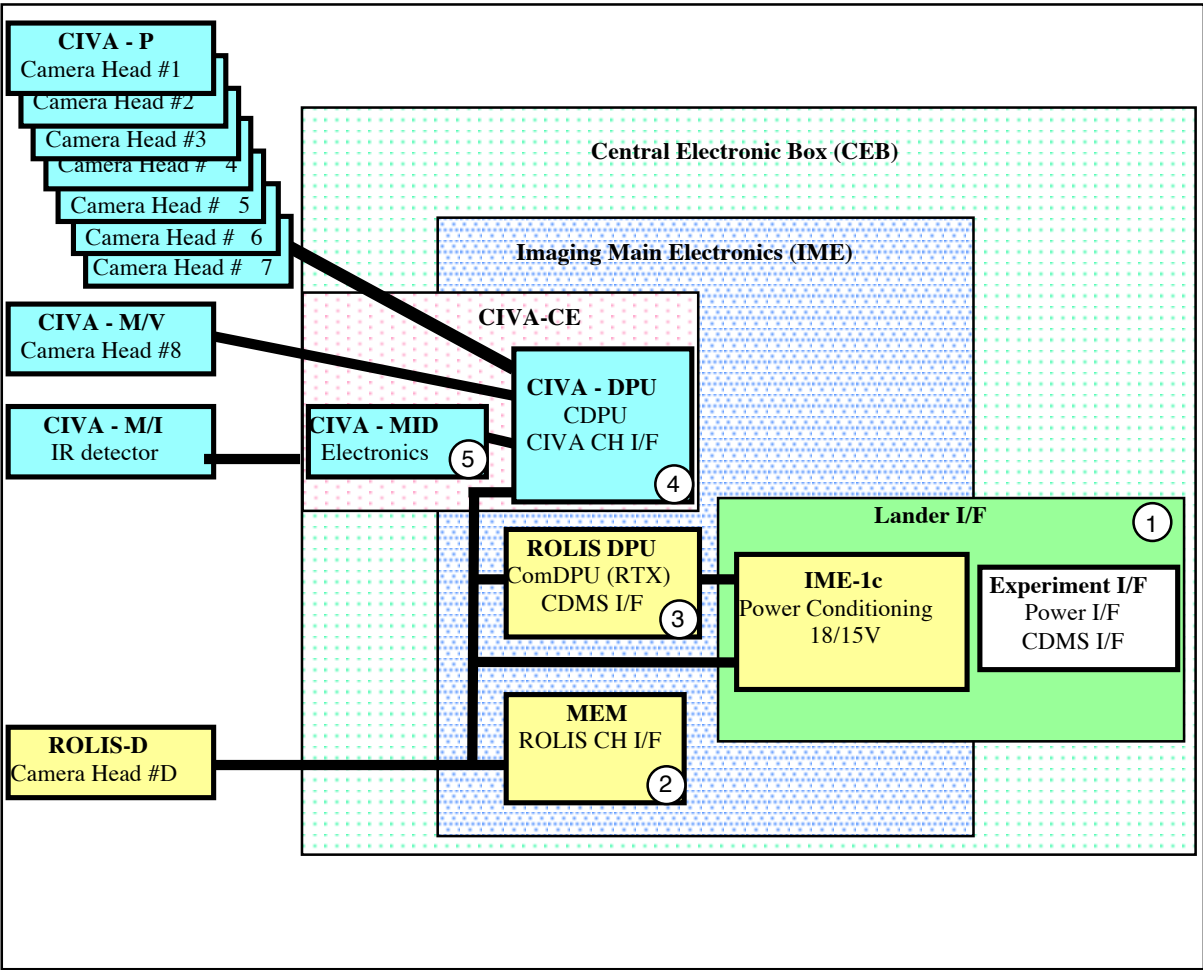 CIVA - P
Camera Head #1
Camera Head #2
Camera Head #3
Camera Head # 4
Camera Head # 5
Camera Head # 6
Camera Head # 7
Central Electronic Box (CEB)
Imaging Main Electronics (IME)
CIVA - M/V
Camera Head #8
CIVA-CE
CIVA - DPU
CDPU
CIVA CH I/F
4
CIVA - M/I
IR detector
CIVA - MID
Electronics
5
Lander I/F
1
ROLIS DPU
ComDPU (RTX)
CDMS I/F
3
IME-1c
Power Conditioning
18/15V
Experiment I/F
Power I/F
CDMS I/F
MEM
ROLIS CH I/F
2
ROLIS-D
Camera Head #D